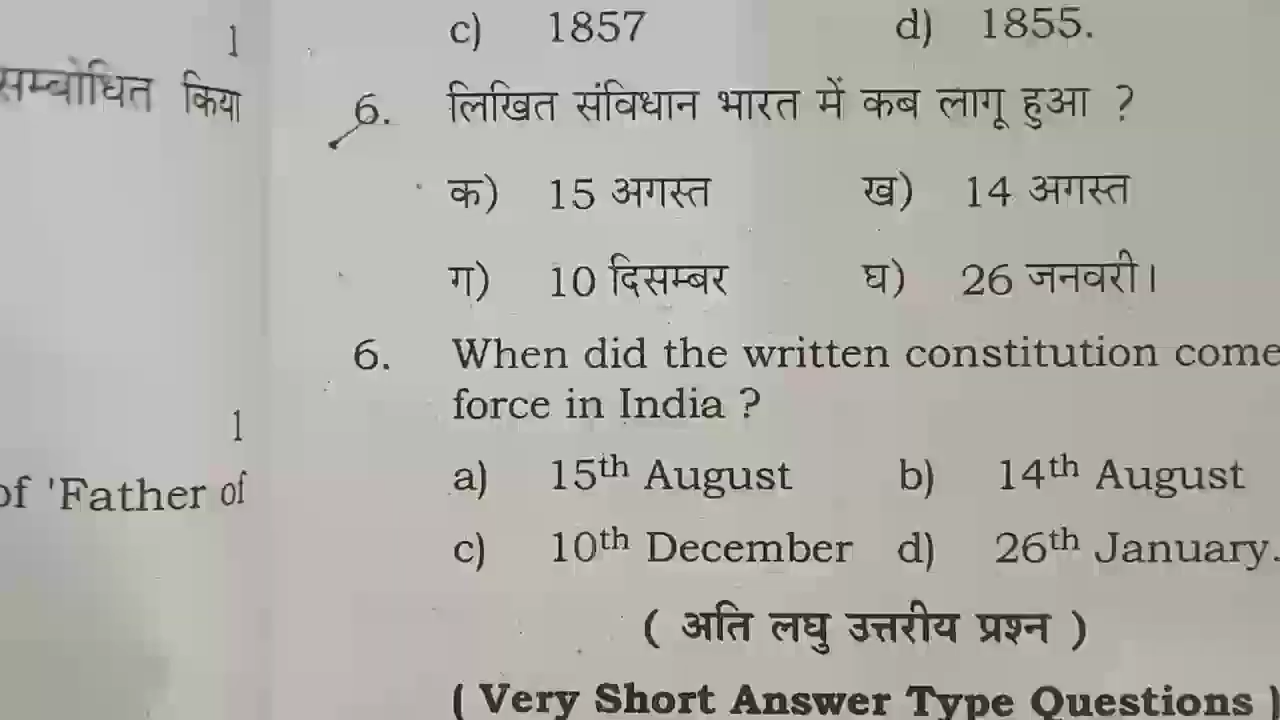 1
सम्बोधित किया
1
of 'Father of
c) 1857 d) 1855.
6. लिखित संविधान भारत में कब लागू हुआ ?
क) 15 अगस्त ख) 14 अगस्त
ग) 10 दिसम्बर घ) 26 जनवरी।
6. When did the written constitution come
force in India ?
a) 15th August b) 14th August
c) 10th December d) 26th January.
( अति लघु उत्तरीय प्रश्न )
( Very Short Answer Type Questions )